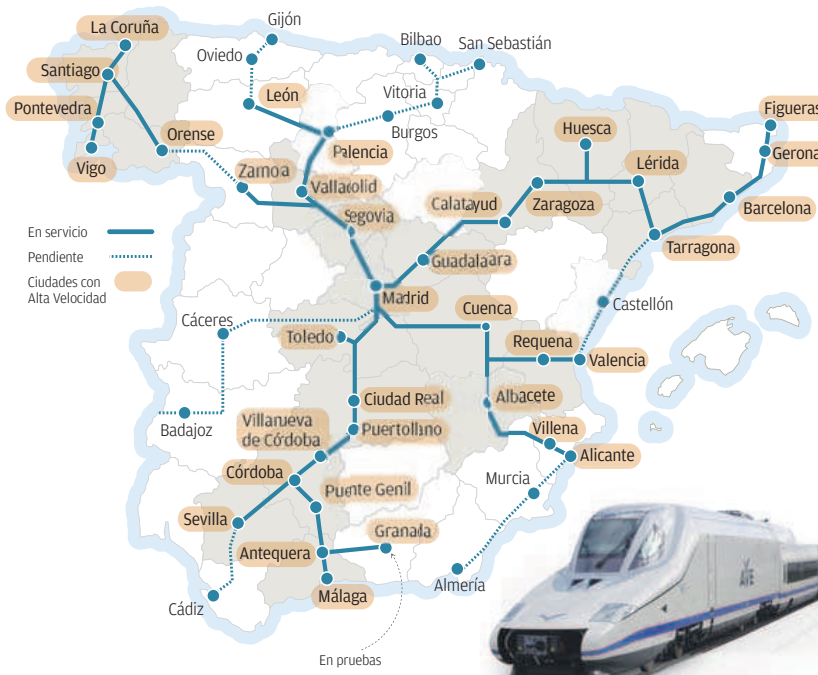 La Coruña
Gijón
Oviedo
Bilbao
San Sebastián
Santiago
León
Vitoria
Burgos
Pontevedra
Orense
Palencia
Huesca
Figueras
Vigo
Zamora
Valladolid
Lérida
Gerona
Segovia
Calatayud
Zaragoza
Barcelona
En servicio
Pendiente
Ciudades con
Alta Velocidad
Guadalajara
Tarragona
Madrid
Castellón
Cáceres
Cuenca
Toledo
Requena
Valencia
Ciudad Real
Albacete
Badajoz
Villanueva
de Córdoba
Puertollano
Villena
Alicante
Córdoba
Murcia
Puente Genil
Sevilla
Granada
Antequera
Almería
Málaga
Cádiz
En pruebas
AVE